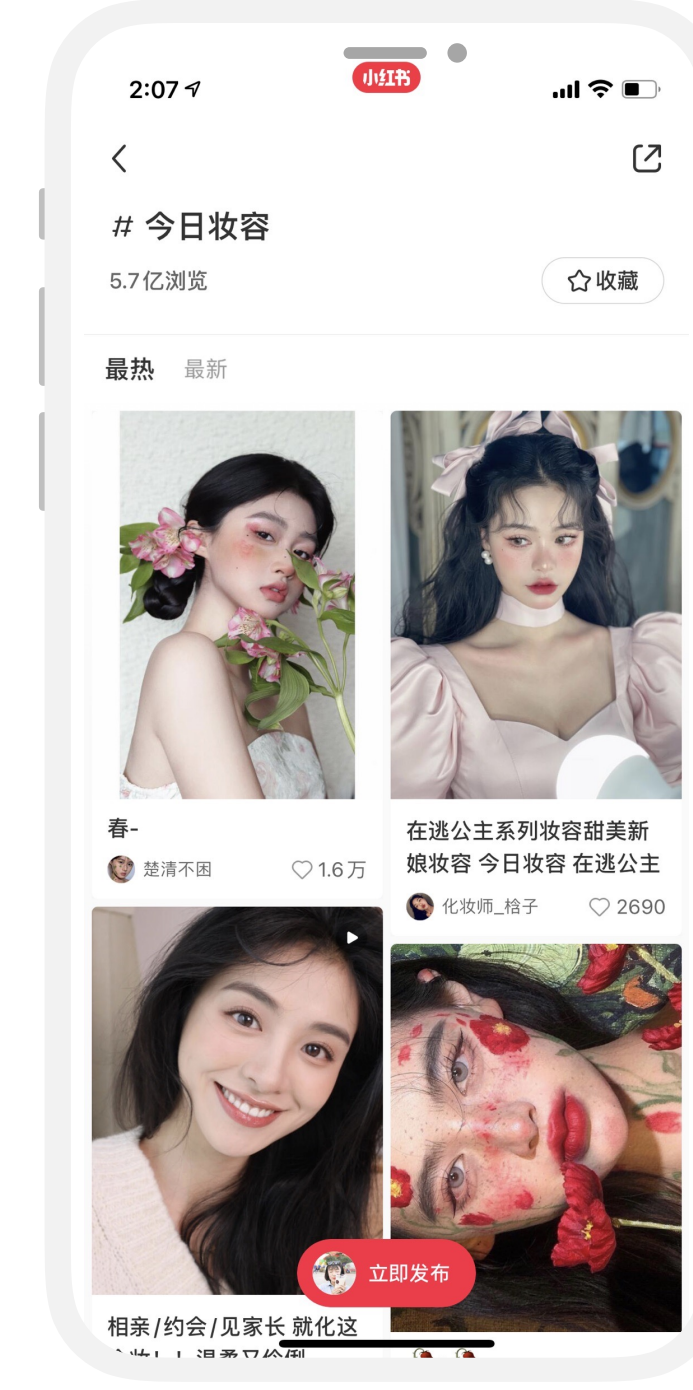 2:07
小红书
# 今日妆容
5.7亿浏览
收藏
最热 最新
春-
楚清不困 1.6万
在逃公主系列妆容甜美新
娘妆容 今日妆容 在逃公主
化妆师_桰子 2690
立即发布
相亲/约会/见家长 就化这